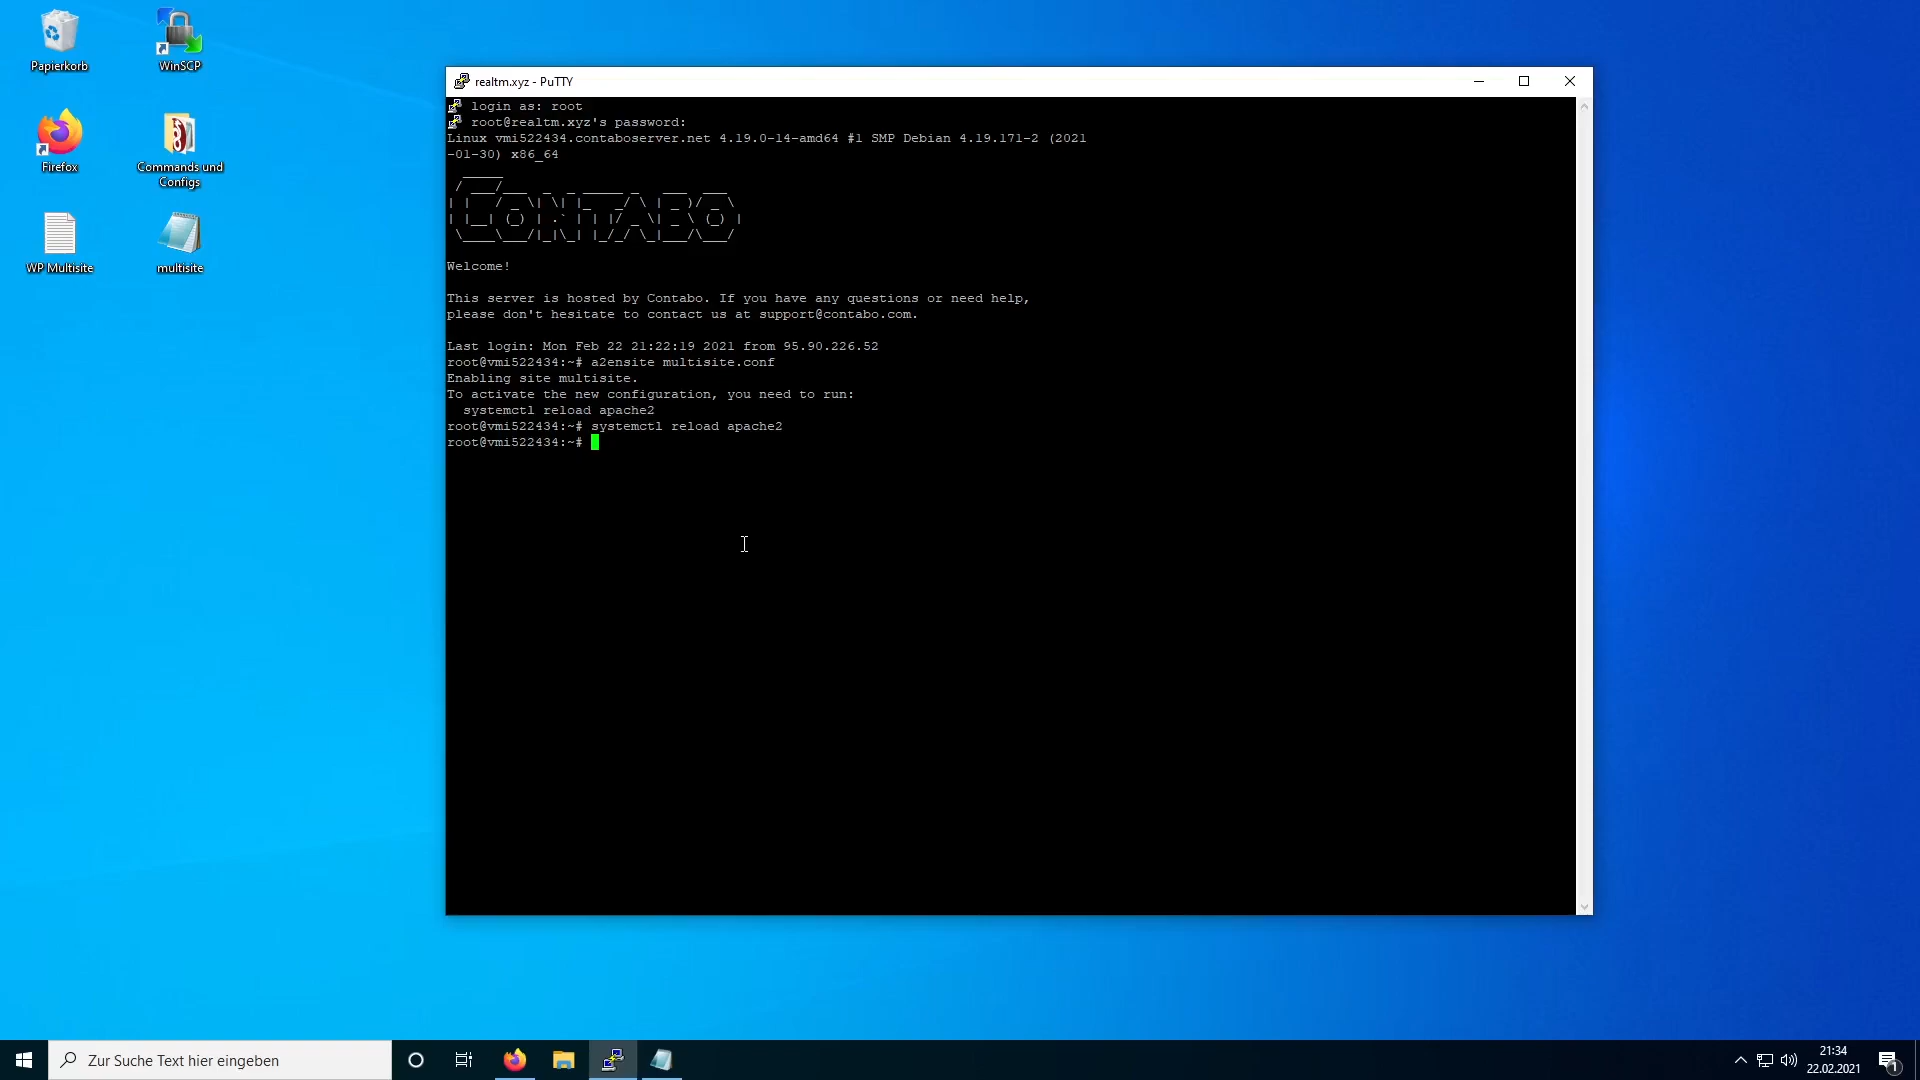 Papierkorb
WinSCP
Firefox
Commands und
Configs
WP Multisite
multisite
realtm.xyz - PuTTY
login as: root
root@realtm.xyz's password:
Linux vmi522434.contaboserver.net 4.19.0-14-amd64 #1 SMP Debian 4.19.171-2 (2021
-01-30) x86_64
CONTABO
Welcome!
This server is hosted by Contabo. If you have any questions or need help,
please don't hesitate to contact us at support@contabo.com.
Last login: Mon Feb 22 21:22:19 2021 from 95.90.226.52
root@vmi522434:~# a2ensite multisite.conf
Enabling site multisite.
To activate the new configuration, you need to run:
  systemctl reload apache2
root@vmi522434:~# systemctl reload apache2
root@vmi522434:~#
Zur Suche Text hier eingeben
21:34
22.02.2021
1